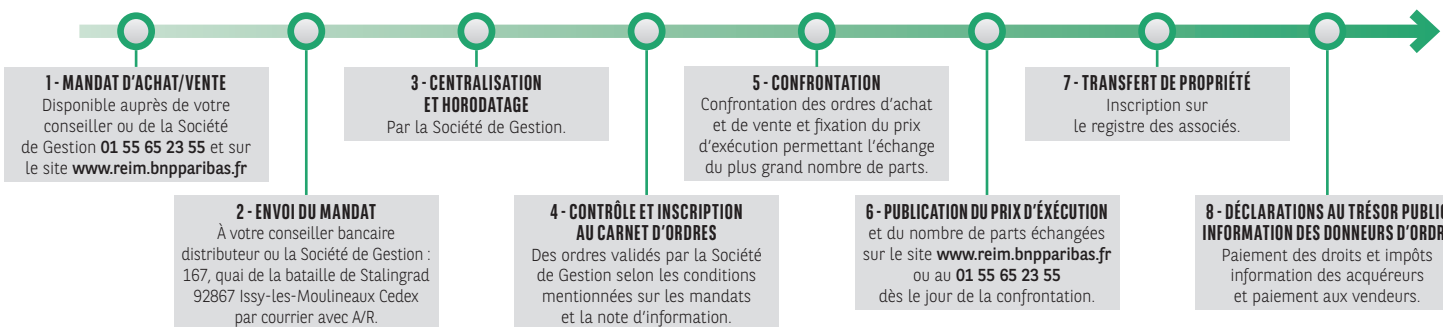 1 - MANDAT D'ACHAT/VENTE
Disponible auprès de votre
conseiller ou de la Société
de Gestion 01 55 65 23 55 et sur
le site www.reim.bnpparibas.fr
2 - ENVOI DU MANDAT
À votre conseiller bancaire
distributeur ou la Société de Gestion :
167, quai de la bataille de Stalingrad
92867 Issy-les-Moulineaux Cedex
par courrier avec A/R.
3 - CENTRALISATION
ET HORODATAGE
Par la Société de Gestion.
4 - CONTRÔLE ET INSCRIPTION
AU CARNET D'ORDRES
Des ordres validés par la Société
de Gestion selon les conditions
mentionnées sur les mandats
et la note d'information.
5 - CONFRONTATION
Confrontation des ordres d'achat
et de vente et fixation du prix
d'exécution permettant l'échange
du plus grand nombre de parts.
6 - PUBLICATION DU PRIX D'ÉXÉCUTION
et du nombre de parts échangées
sur le site www.reim.bnpparibas.fr
ou au 01 55 65 23 55
dès le jour de la confrontation.
7 - TRANSFERT DE PROPRIÉTÉ
Inscription sur
le registre des associés.
8 - DÉCLARATIONS AU TRÉSOR PUBLIC
INFORMATION DES DONNEURS D'ORDR
Paiement des droits et impôts
information des acquéreurs
et paiement aux vendeurs.